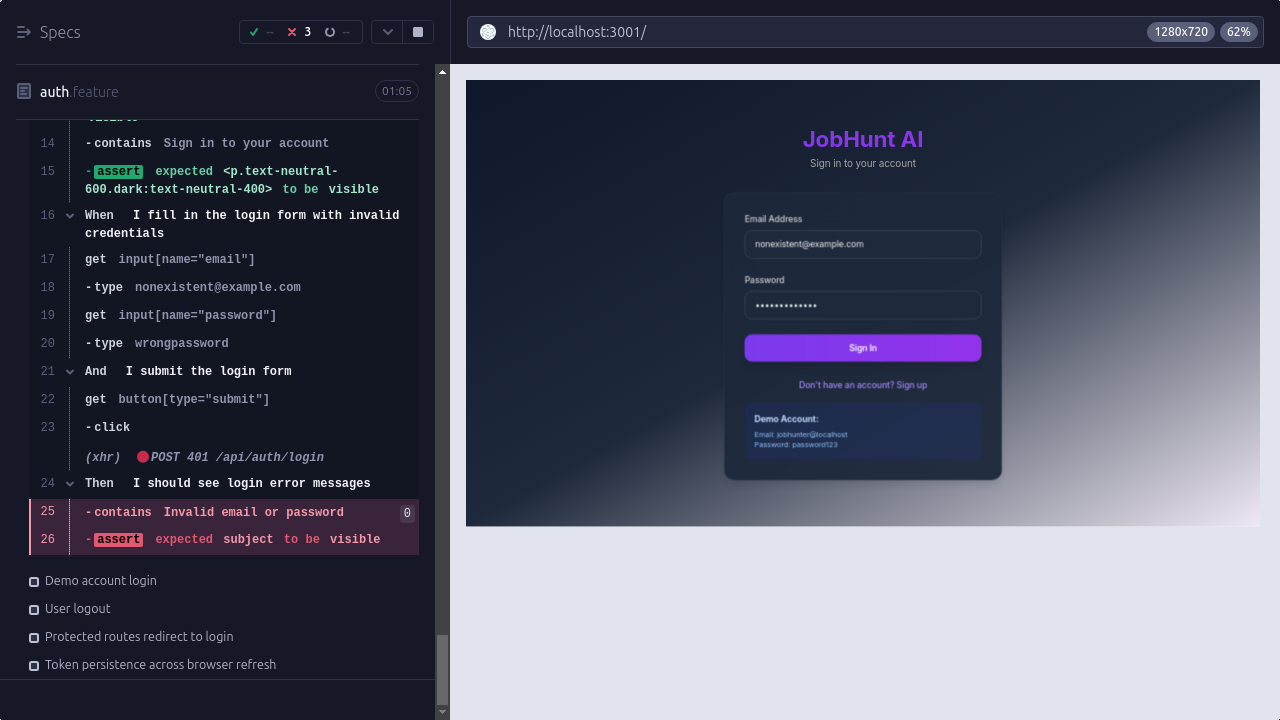 Specs
--
3
--
http://localhost:3001/
1280x720
62%
auth.feature
01:05
14 -contains Sign in to your account
15 -assert expected <p.text-neutral-
600.dark:text-neutral-400> to be visible
16 When I fill in the login form with invalid
credentials
17 get input[name="email"]
18 -type nonexistent@example.com
19 get input[name="password"]
20 -type wrongpassword
21 And I submit the login form
22 get button[type="submit"]
23 -click
(xhr) POST 401 /api/auth/login
24 Then I should see login error messages
25 -contains Invalid email or password 0
26 -assert expected subject to be visible
Demo account login
User logout
Protected routes redirect to login
Token persistence across browser refresh
JobHunt AI
Sign in to your account
Email Address
nonexistent@example.com
Password
•••••••••••••
Sign In
Don't have an account? Sign up
Demo Account:
Email: jobhunter@localhost
Password: password123